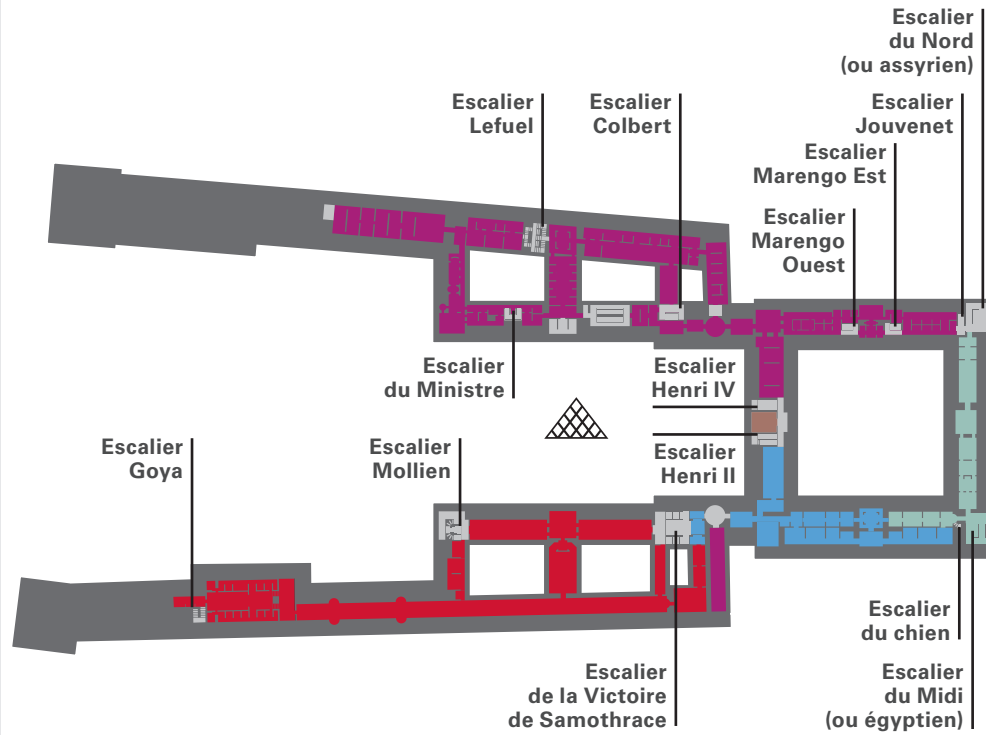 Escalier
du Nord
(ou assyrien)
Escalier
Lefuel
Escalier
Colbert
Escalier
Jouvenet
Escalier
Marengo Est
Escalier
Marengo
Ouest
Escalier
du Ministre
Escalier
Henri IV
Escalier
Goya
Escalier
Mollien
Escalier
Henri II
Escalier
du chien
Escalier
de la Victoire
de Samothrace
Escalier
du Midi
(ou égyptien)